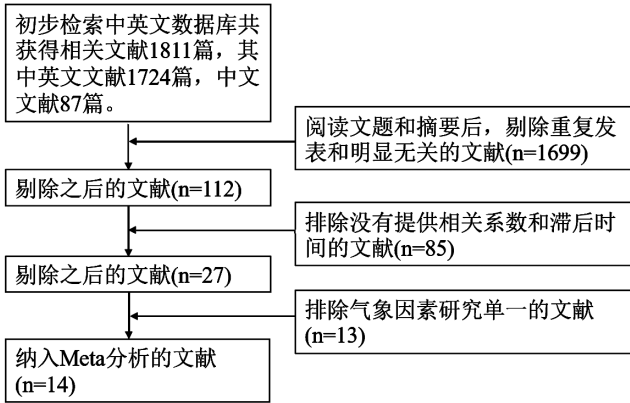 初步检索中英文数据库共
获得相关文献1811篇，其
中英文文献1724篇，中文
文献87篇。
阅读文题和摘要后，剔除重复发
表和明显无关的文献(n=1699)
剔除之后的文献(n=112)
排除没有提供相关系数和滞后时
间的文献(n=85)
剔除之后的文献(n=27)
排除气象因素研究单一的文献
(n=13)
纳入Meta分析的文献
(n=14)